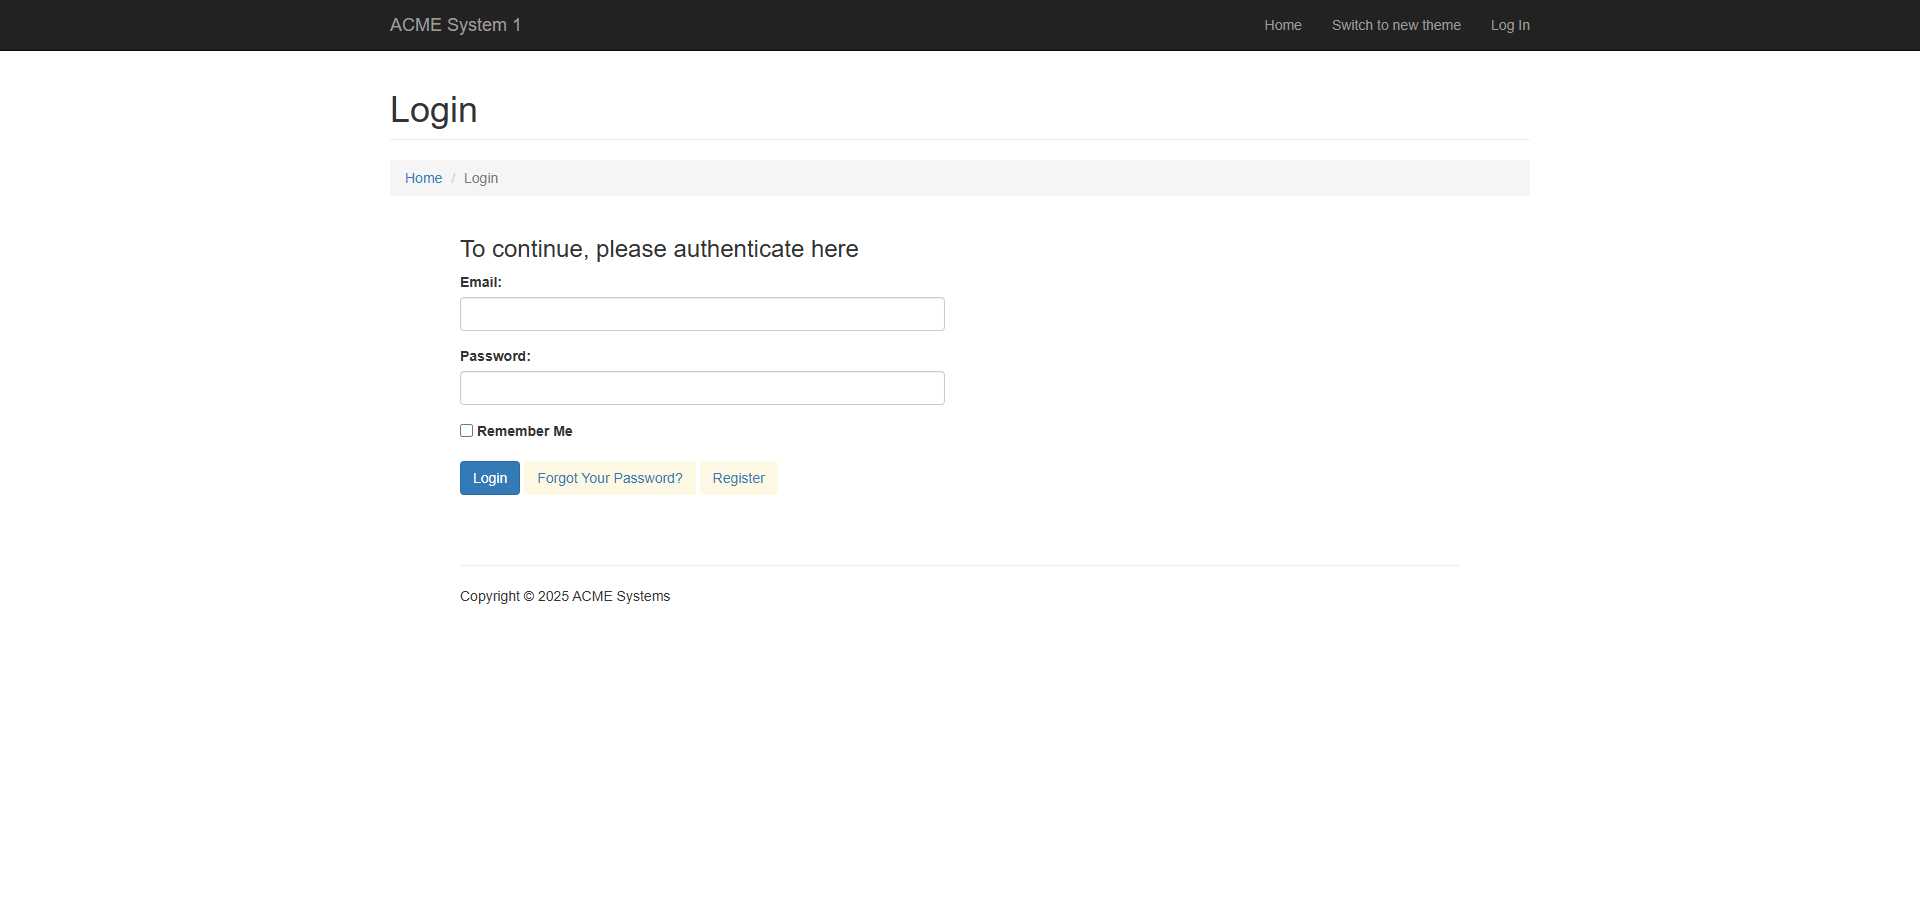 ACME System 1 Home Switch to new theme Log In
Login
Home / Login
To continue, please authenticate here
Email:
Password:
Remember Me
Login Forgot Your Password? Register
Copyright © 2025 ACME Systems